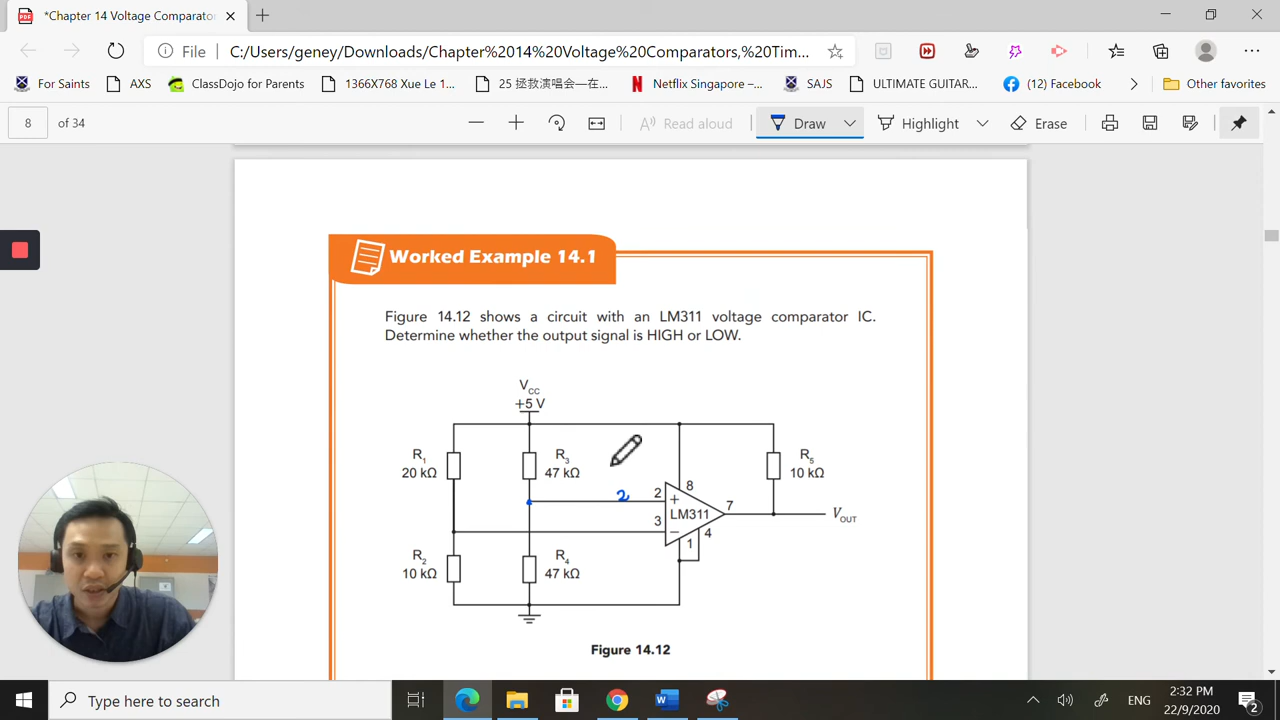 *Chapter 14 Voltage Comparator
File C:/Users/geney/Downloads/Chapter%2014%20Voltage%20Comparators,%20Tim...
For Saints AXS ClassDojo for Parents 1366X768 Xue Le 1... 25 拯救演唱会—在... Netflix Singapore –... SAJS ULTIMATE GUITAR... (12) Facebook Other favorites
8 of 34 Read aloud Draw Highlight Erase
Worked Example 14.1
Figure 14.12 shows a circuit with an LM311 voltage comparator IC.
Determine whether the output signal is HIGH or LOW.
VCC
+5 V
R1
20 kΩ
R3
47 kΩ
R5
10 kΩ
2
2
8
+
LM311
7
VOUT
3
−
4
1
R2
10 kΩ
R4
47 kΩ
Figure 14.12
Type here to search
ENG
2:32 PM
22/9/2020
2